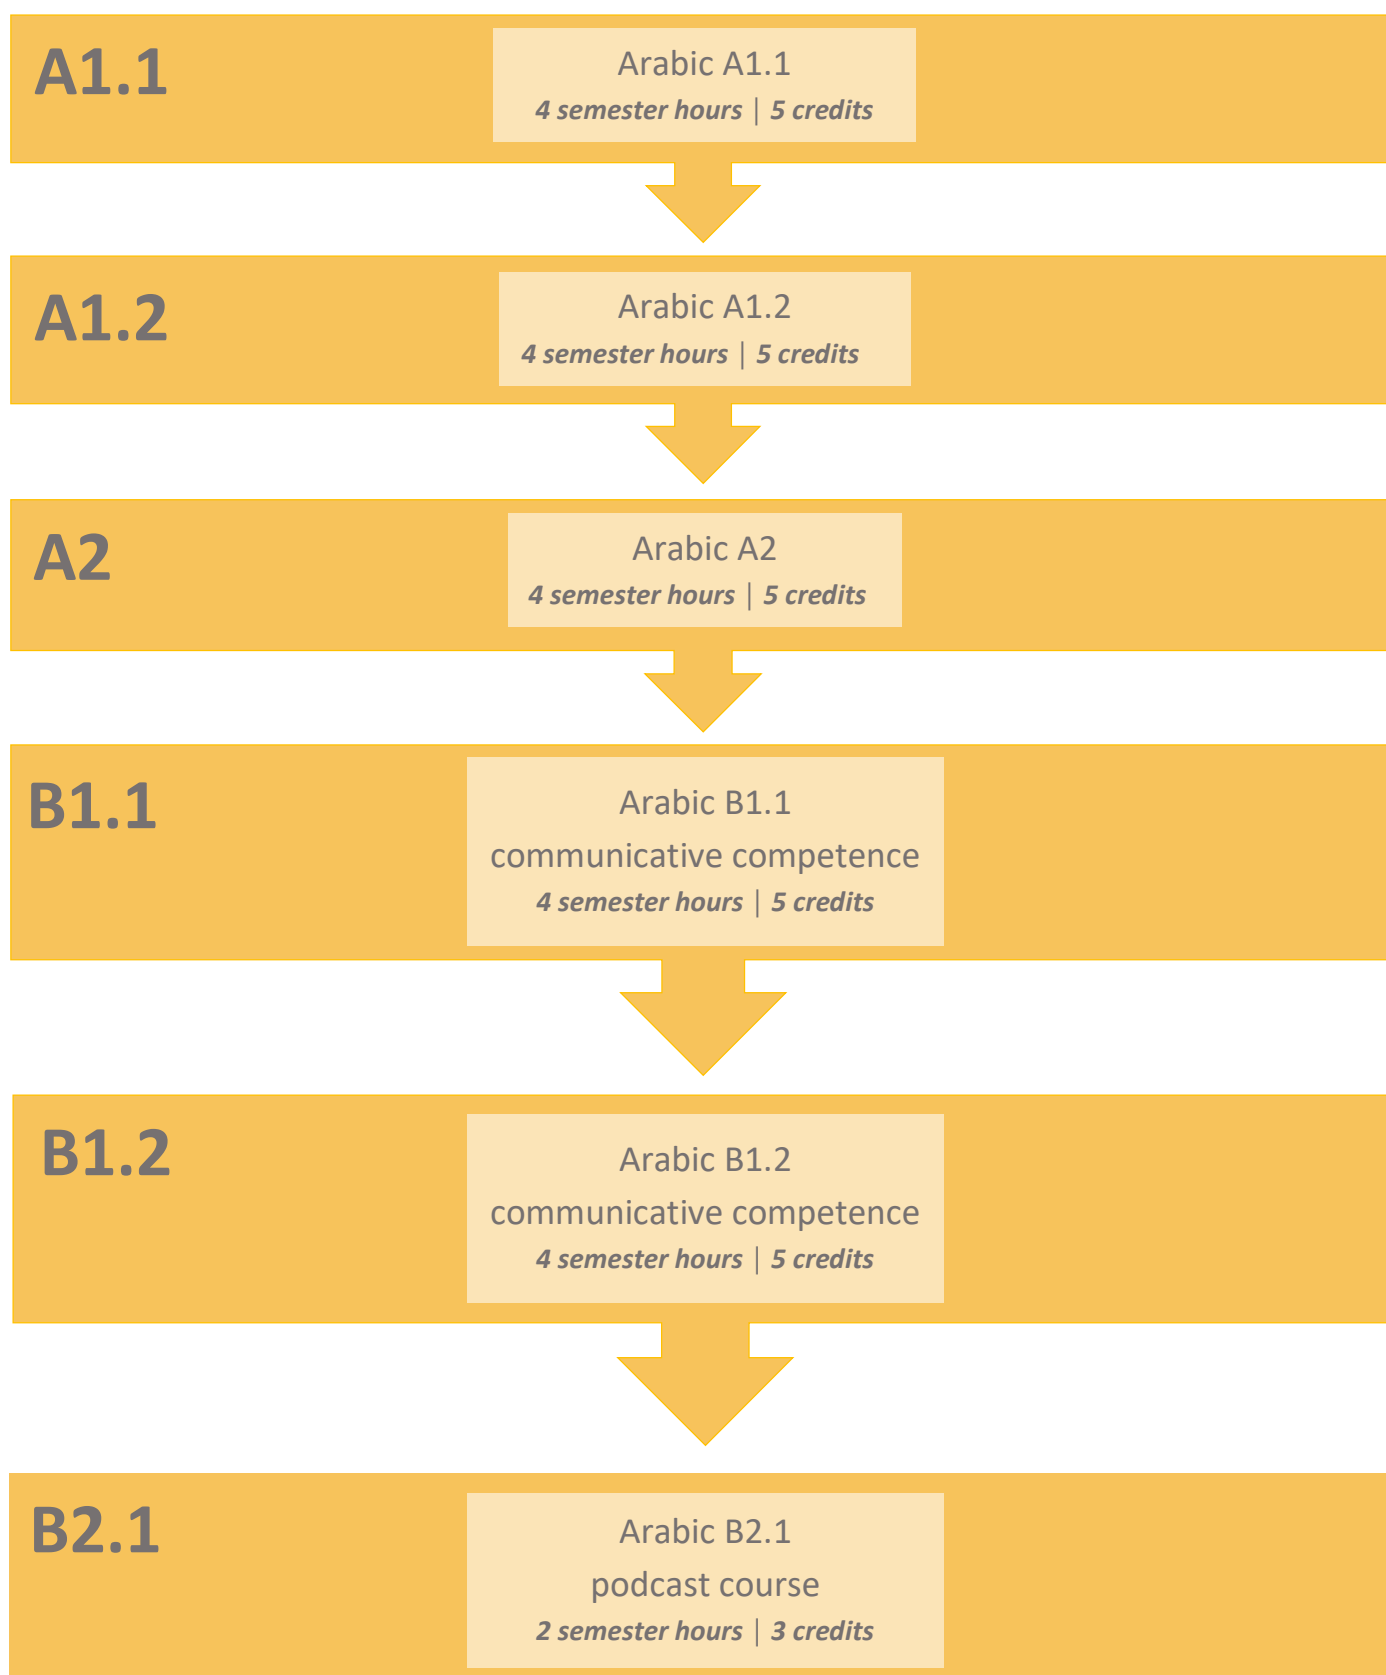 A1.1
Arabic A1.1
4 semester hours | 5 credits
A1.2
Arabic A1.2
4 semester hours | 5 credits
A2
Arabic A2
4 semester hours | 5 credits
B1.1
Arabic B1.1
communicative competence
4 semester hours | 5 credits
B1.2
Arabic B1.2
communicative competence
4 semester hours | 5 credits
B2.1
Arabic B2.1
podcast course
2 semester hours | 3 credits